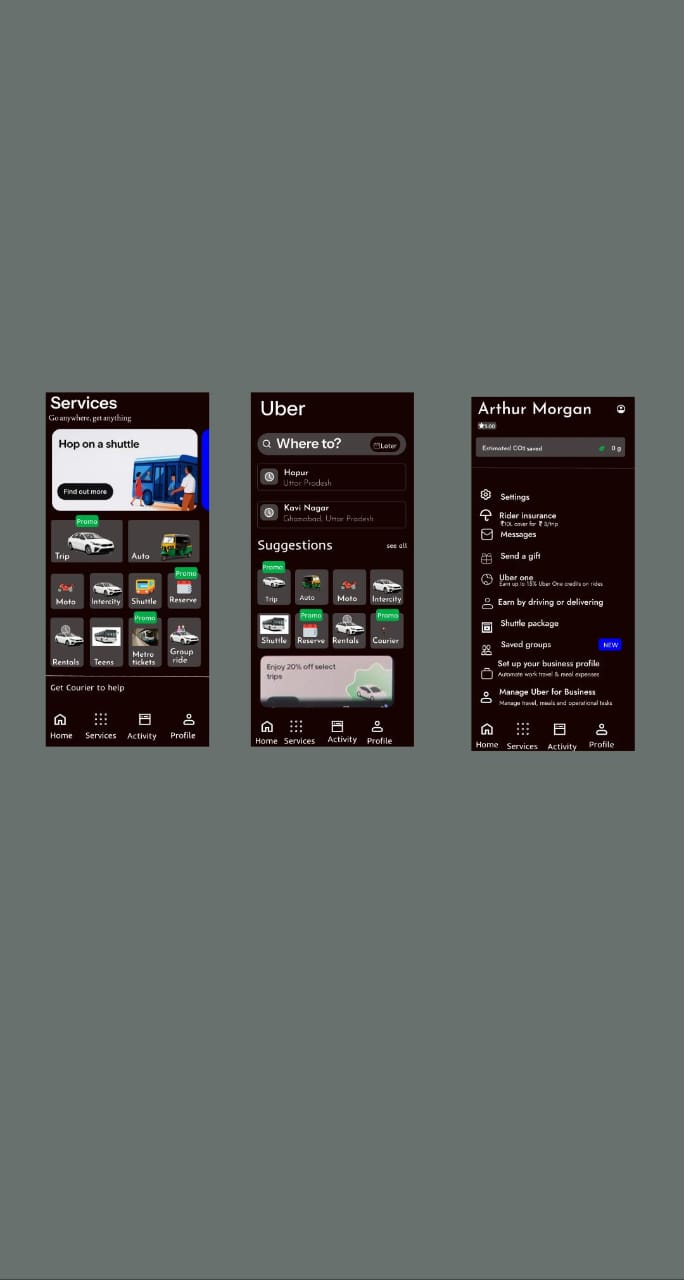 Services
Go anywhere, get anything
Hop on a shuttle
Find out more
Promo
Trip
Auto
Promo
Moto
Intercity
Shuttle
Reserve
Promo
Rentals
Teens
Metro
tickets
Group
ride
Get Courier to help
Home
Services
Activity
Profile
Uber
Where to?
Later
Hapur
Uttar Pradesh
Kavi Nagar
Ghaziabad, Uttar Pradesh
Suggestions
see all
Promo
Trip
Auto
Moto
Intercity
Promo
Promo
Shuttle
Reserve
Rentals
Courier
Enjoy 20% off select
trips
Home
Services
Activity
Profile
Arthur Morgan
★5.00
Estimated CO2 saved
0 g
Settings
Rider insurance
₹10L cover for ₹ 3/trip
Messages
Send a gift
Uber one
Earn up to 15% Uber One credits on rides
Earn by driving or delivering
Shuttle package
Saved groups
NEW
Set up your business profile
Automate work travel & meal expenses
Manage Uber for Business
Manage travel, meals and operational tasks
Home
Services
Activity
Profile